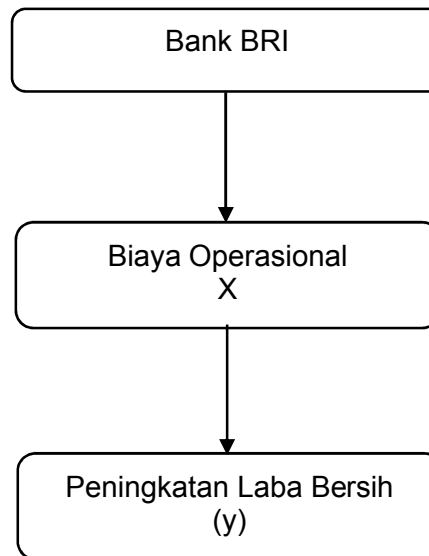 Bank BRI
Biaya Operasional
X
Peningkatan Laba Bersih
(y)